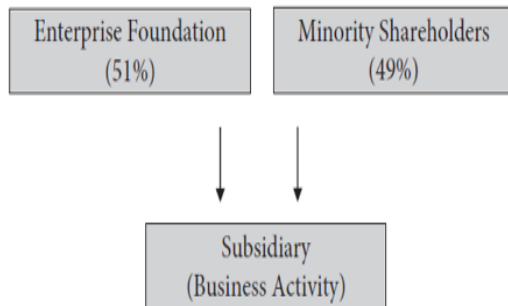 Enterprise Foundation
(51%)
Minority Shareholders
(49%)
Subsidiary
(Business Activity)